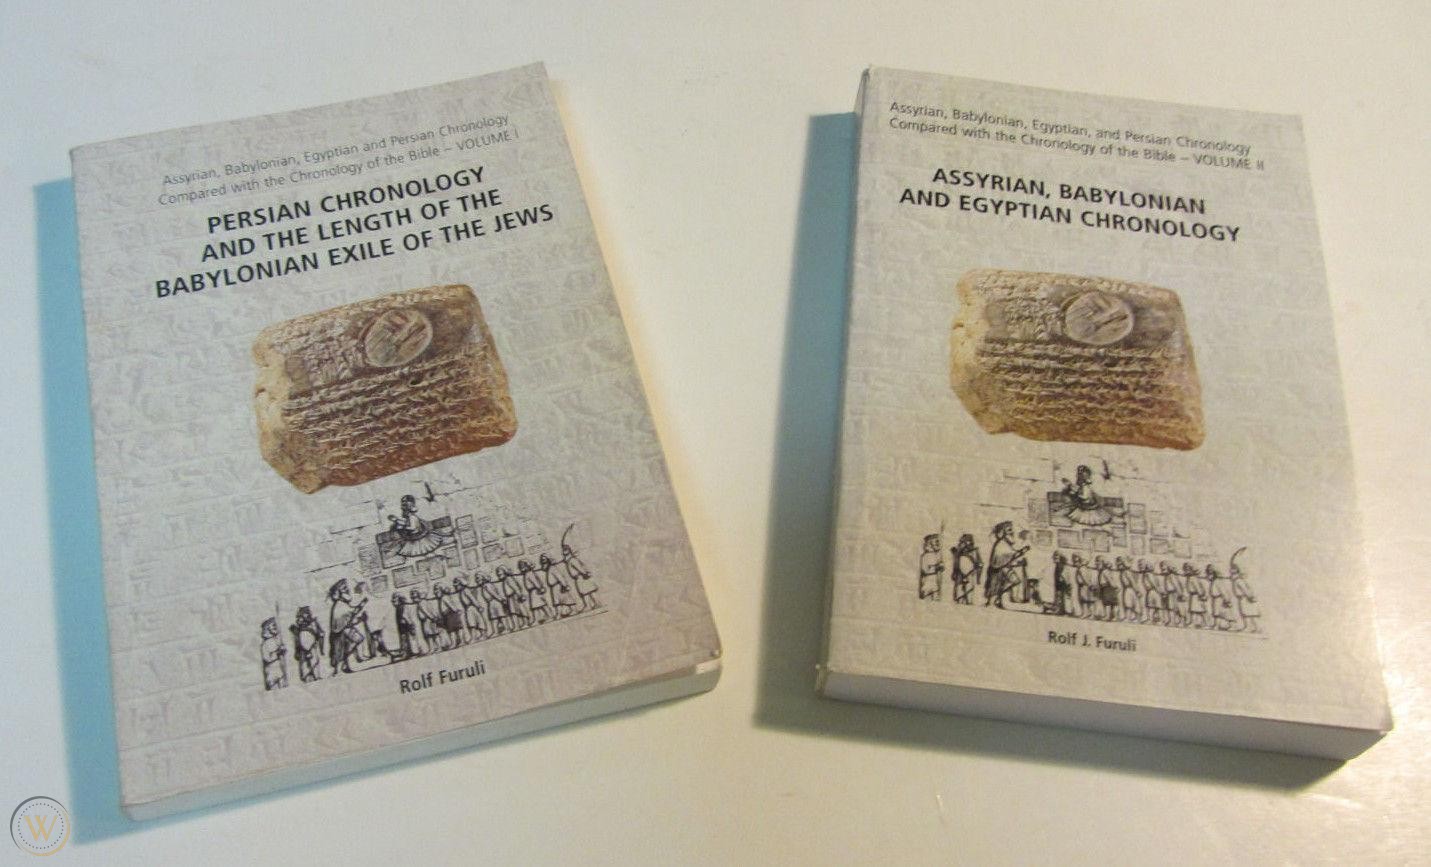 Assyrian, Babylonian, Egyptian and Persian Chronology
Compared with the Chronology of the Bible – VOLUME I
PERSIAN CHRONOLOGY
AND THE LENGTH OF THE
BABYLONIAN EXILE OF THE JEWS
Rolf Furuli
Assyrian, Babylonian, Egyptian, and Persian Chronology
Compared with the Chronology of the Bible – VOLUME II
ASSYRIAN, BABYLONIAN
AND EGYPTIAN CHRONOLOGY
Rolf J. Furuli
W